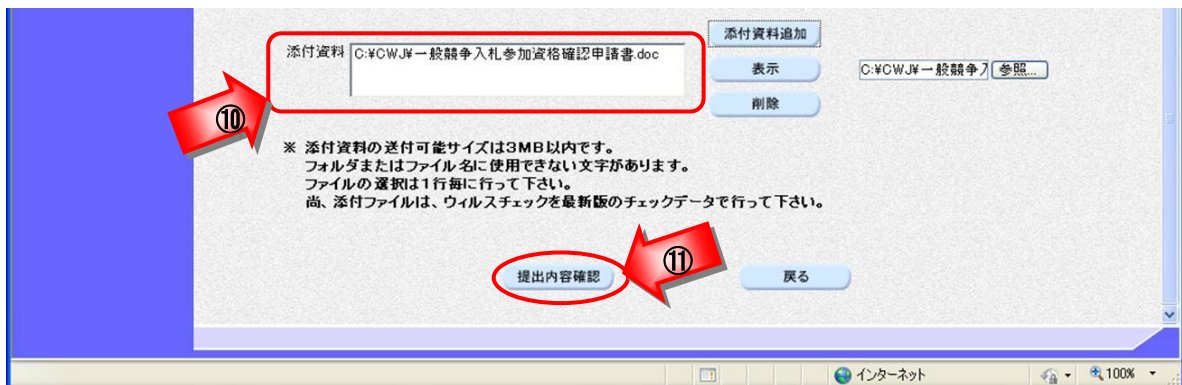 添付資料追加
添付資料 C:¥CWJ¥一般競争入札参加資格確認申請書.doc
表示 C:¥CWJ¥一般競争入 参照...
削除
⑩
※ 添付資料の送付可能サイズは3MB以内です。
フォルダまたはファイル名に使用できない文字があります。
ファイルの選択は1行毎に行って下さい。
尚、添付ファイルは、ウィルスチェックを最新版のチェックデータで行って下さい。
⑪
提出内容確認 戻る
インターネット 100%